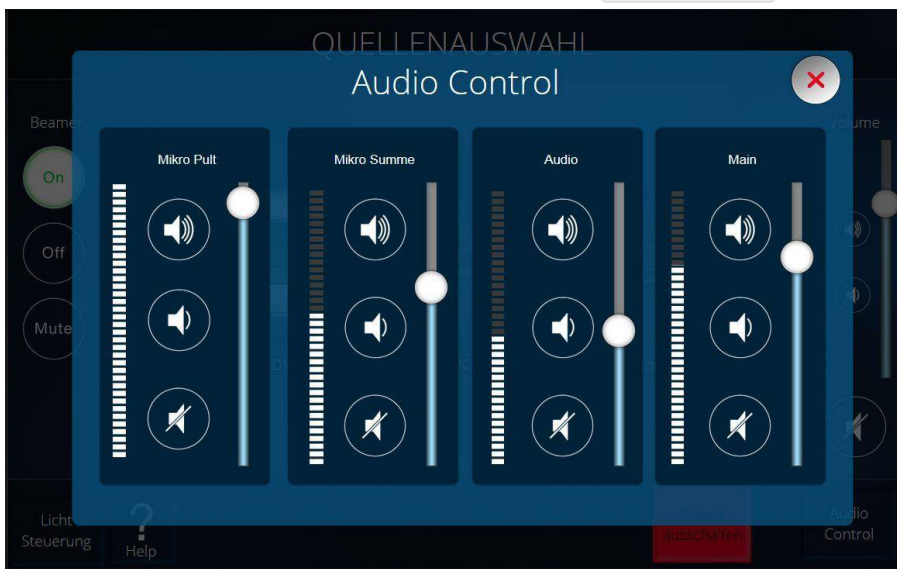 QUELLENAUSWAHL
Audio Control
Beamer
Volume
Mikro Pult
Mikro Summe
Audio
Main
On
Off
Mute
Licht
Steuerung
?
Help
ausschalten
Audio
Control